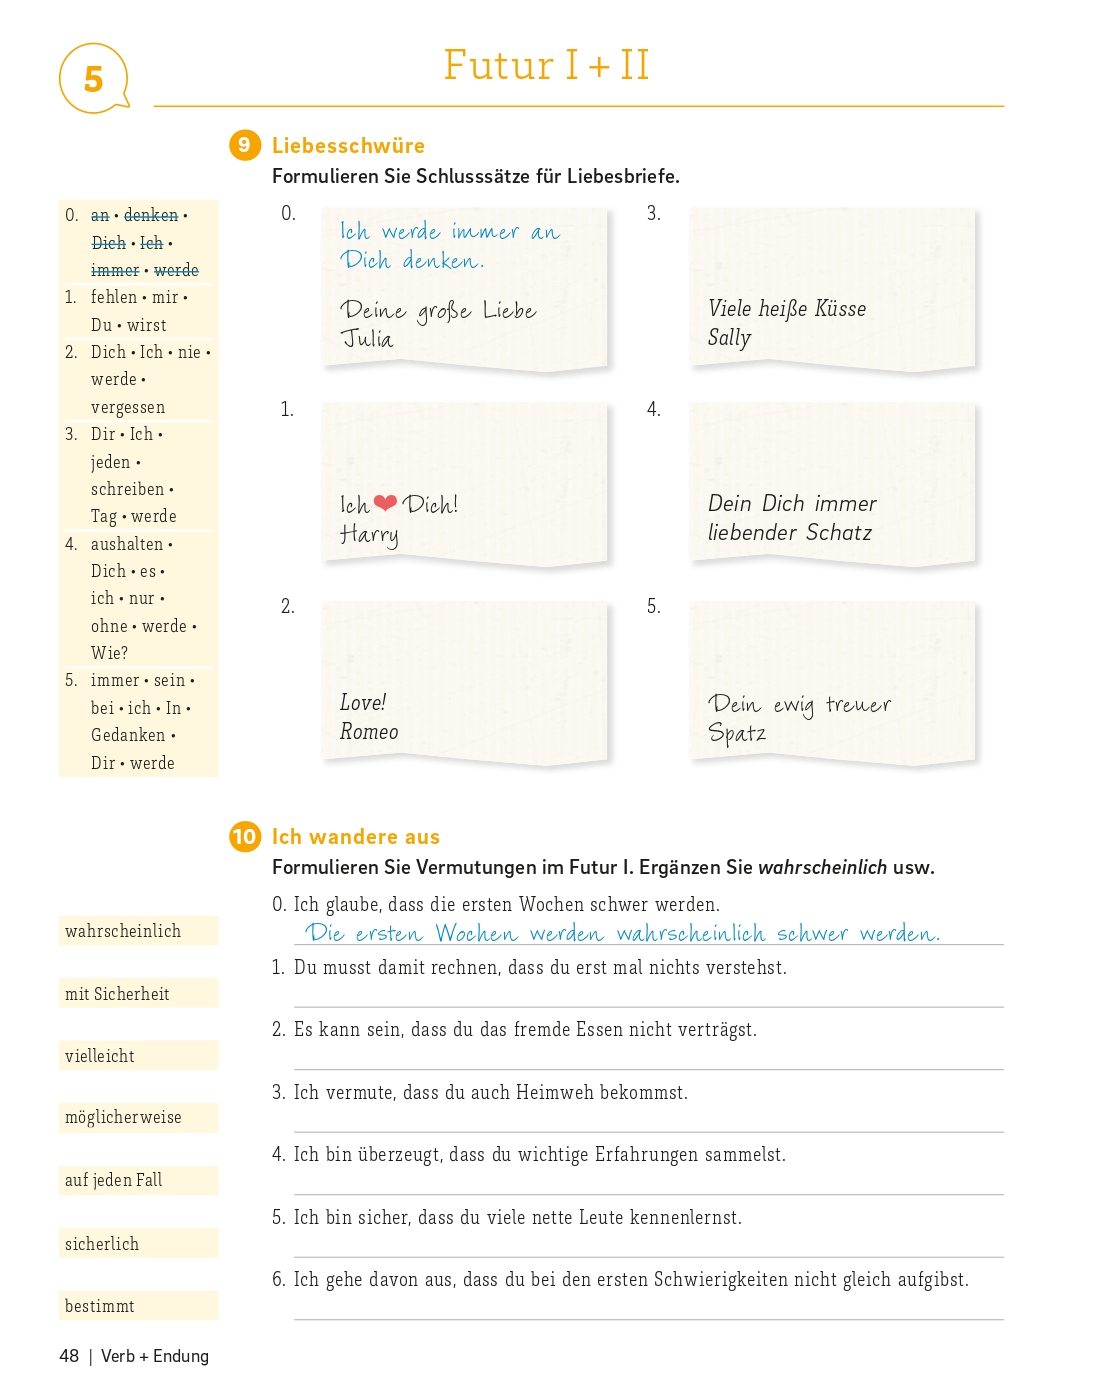 5
Futur I + II
9 Liebesschwüre
Formulieren Sie Schlusssätze für Liebesbriefe.
0. an • denken •
Dich • Ich •
immer • werde
1. fehlen • mir •
Du • wirst
2. Dich • Ich • nie •
werde •
vergessen
3. Dir • Ich •
jeden •
schreiben •
Tag • werde
4. aushalten •
Dich • es •
ich • nur •
ohne • werde •
Wie?
5. immer • sein •
bei • ich • In •
Gedanken •
Dir • werde
0.
Ich werde immer an
Dich denken.
Deine große Liebe
Julia
1.
Ich ❤ Dich!
Harry
2.
Love!
Romeo
3.
Viele heiße Küsse
Sally
4.
Dein Dich immer
liebender Schatz
5.
Dein ewig treuer
Spatz
10 Ich wandere aus
Formulieren Sie Vermutungen im Futur I. Ergänzen Sie wahrscheinlich usw.
0. Ich glaube, dass die ersten Wochen schwer werden.
wahrscheinlich
Die ersten Wochen werden wahrscheinlich schwer werden.
1. Du musst damit rechnen, dass du erst mal nichts verstehst.
mit Sicherheit
2. Es kann sein, dass du das fremde Essen nicht verträgst.
vielleicht
3. Ich vermute, dass du auch Heimweh bekommst.
möglicherweise
4. Ich bin überzeugt, dass du wichtige Erfahrungen sammelst.
auf jeden Fall
5. Ich bin sicher, dass du viele nette Leute kennenlernst.
sicherlich
6. Ich gehe davon aus, dass du bei den ersten Schwierigkeiten nicht gleich aufgibst.
bestimmt
48 | Verb + Endung